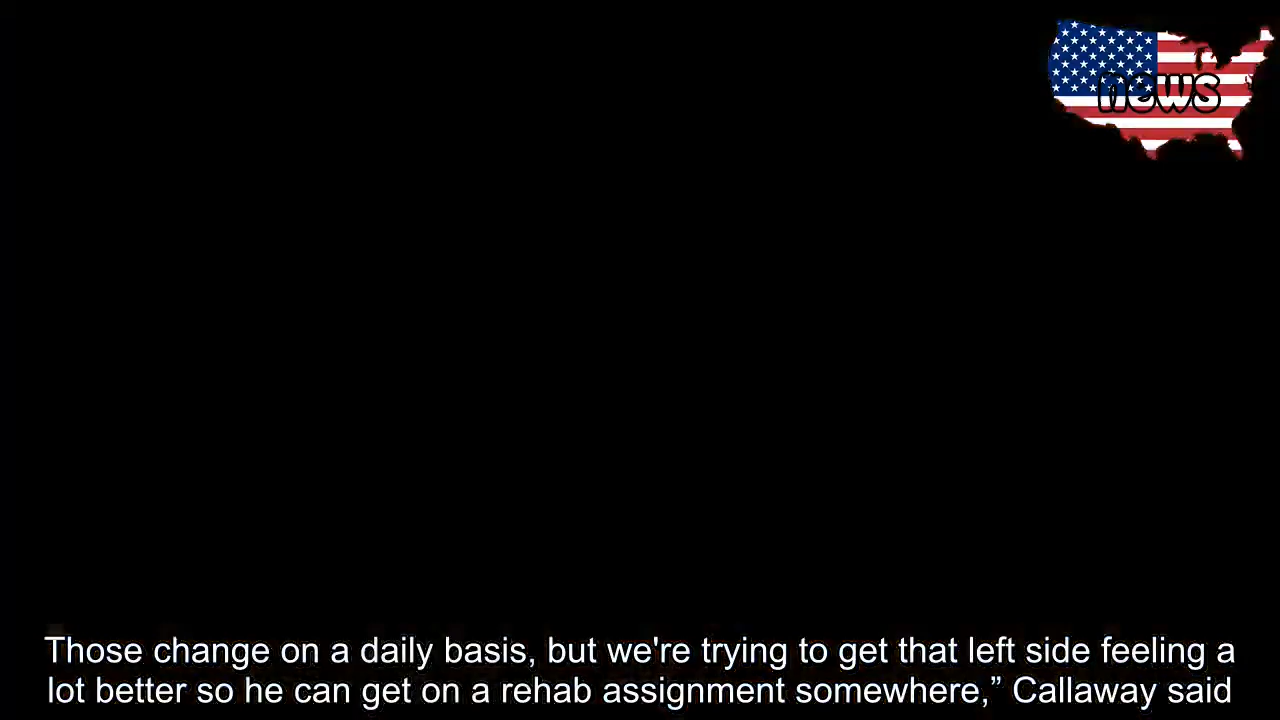 news
Those change on a daily basis, but we're trying to get that left side feeling a
lot better so he can get on a rehab assignment somewhere,” Callaway said